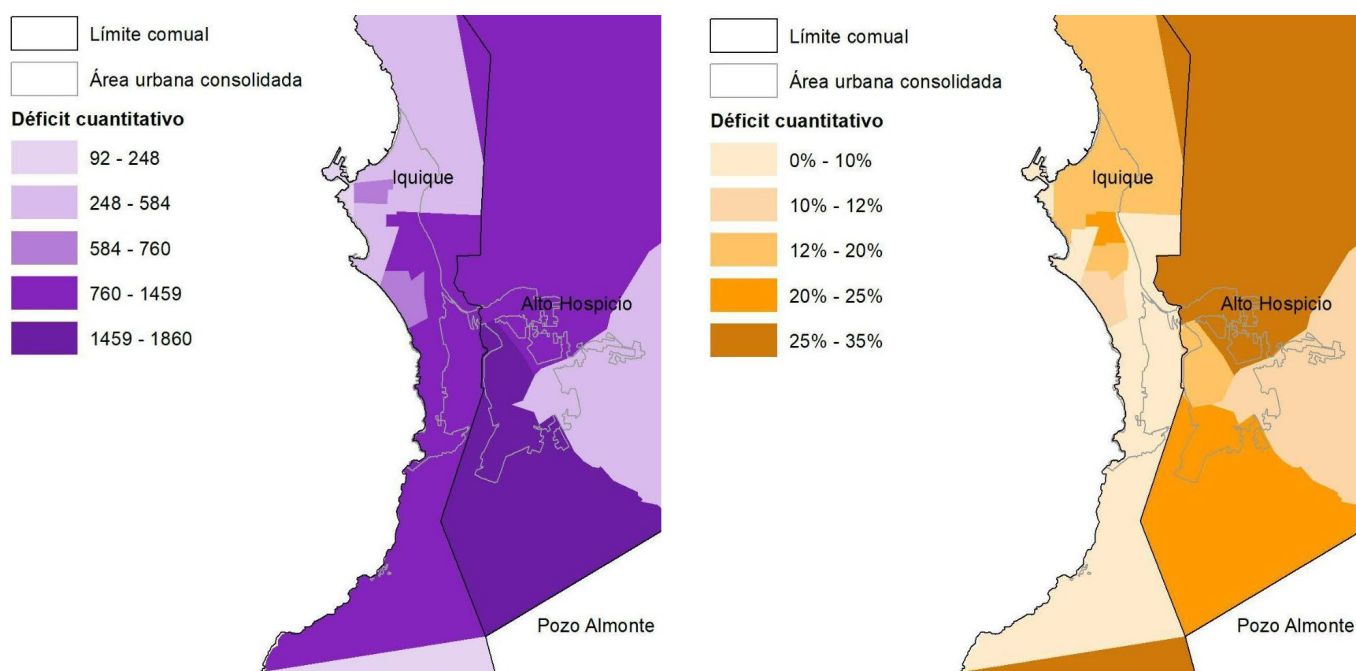 Límite comual
Área urbana consolidada
Déficit cuantitativo
92 - 248
248 - 584
584 - 760
760 - 1459
1459 - 1860
Iquique
Alto Hospicio
Pozo Almonte
Límite comual
Área urbana consolidada
Déficit cuantitativo
0% - 10%
10% - 12%
12% - 20%
20% - 25%
25% - 35%
Iquique
Alto Hospicio
Pozo Almonte